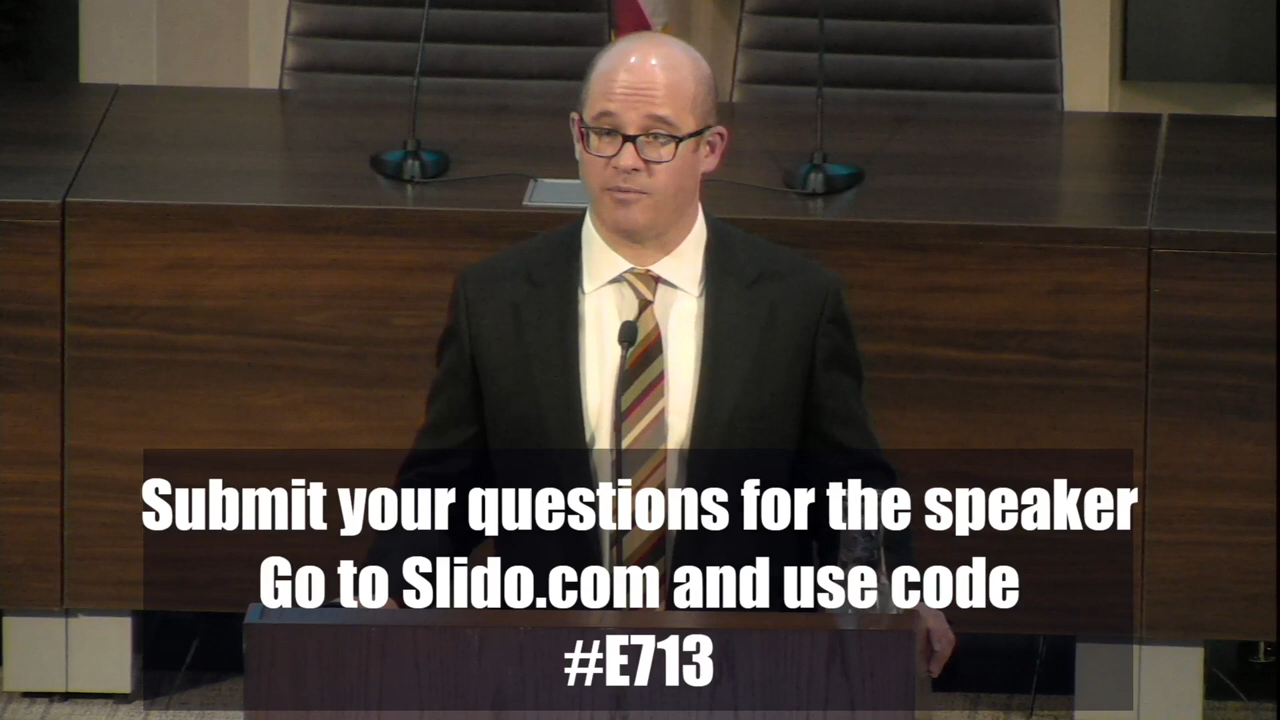 Submit your questions for the speaker
Go to Slido.com and use code
#E713